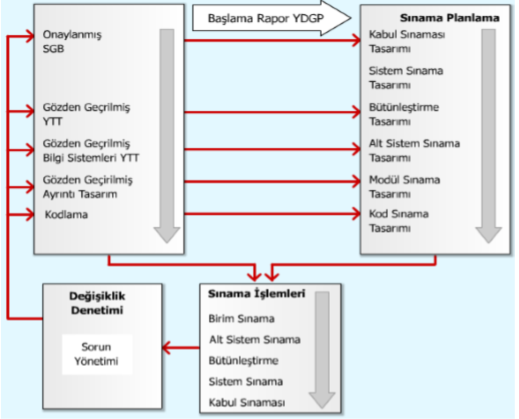 Başlama Rapor YDGP
Onaylanmış
SGB
Gözden Geçrilmiş
YTT
Gözden Geçrilmiş
Bilgi Sistemleri YTT
Gözden Geçirilmiş
Ayrıntı Tasarım
Kodlama
Sınama Planlama
Kabul Sınaması
Tasarımı
Sistem Sınama
Tasarımı
Bütünleştirme
Tasarımı
Alt Sistem Sınama
Tasarımı
Modül Sınama
Tasarımı
Kod Sınama
Tasarımı
Değişiklik
Denetimi
Sorun
Yönetimi
Sınama İşlemleri
Birim Sınama
Alt Sistem Sınama
Bütünleştirme
Sistem Sınama
Kabul Sınaması